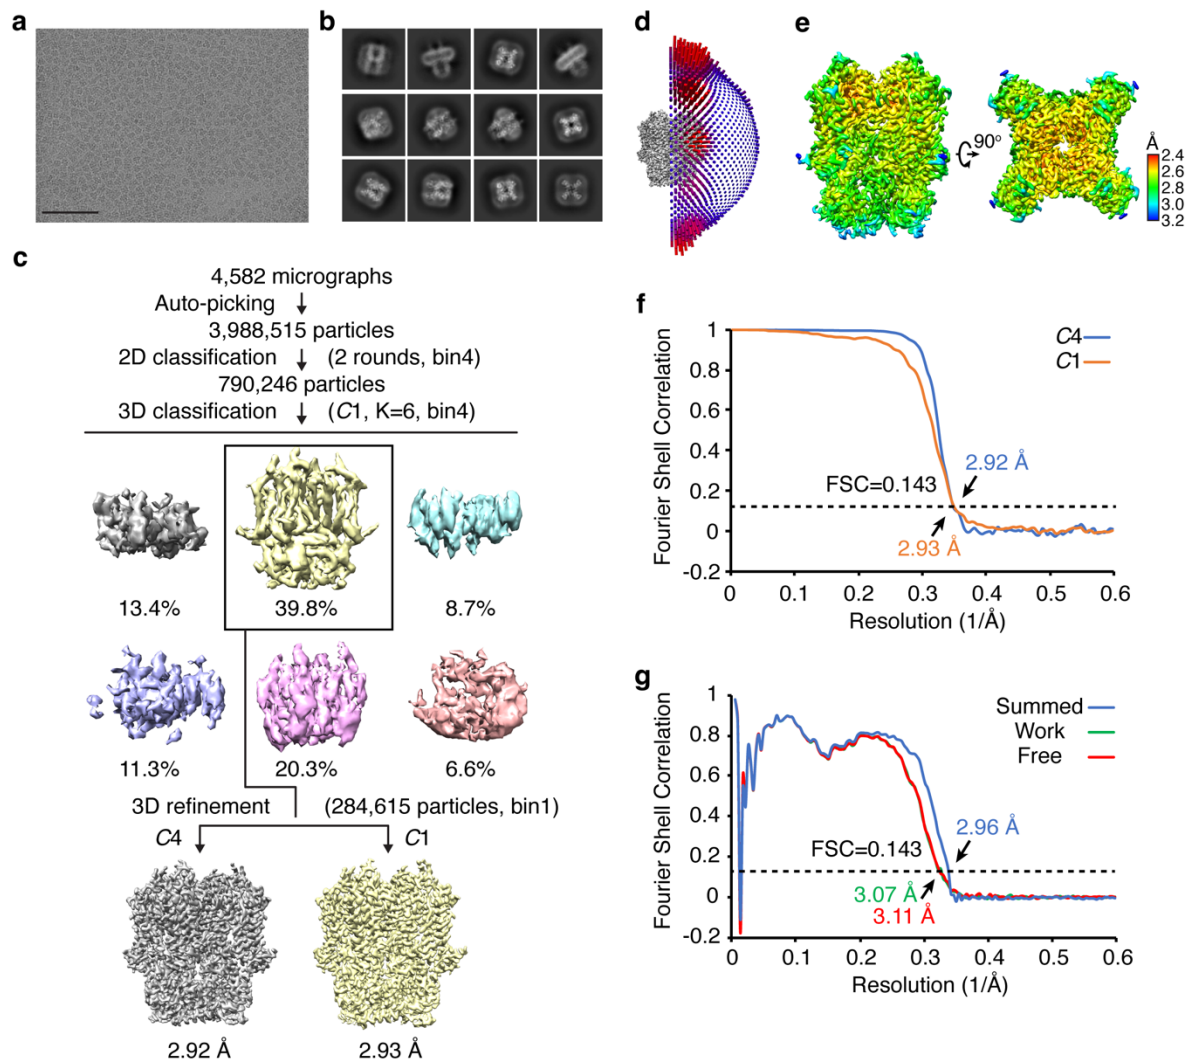 a
b
c
4,582 micrographs
Auto-picking
3,988,515 particles
2D classification (2 rounds, bin4)
790,246 particles
3D classification (C1, K=6, bin4)
13.4% 39.8% 8.7%
11.3% 20.3% 6.6%
3D refinement (284,615 particles, bin1)
C4 C1
2.92 Å 2.93 Å
d
e
90°
Å
2.4
2.6
2.8
3.0
3.2
f
Fourier Shell Correlation
1
0.8
0.6
0.4
0.2
0
-0.2
C4
C1
2.92 Å
FSC=0.143
2.93 Å
0 0.1 0.2 0.3 0.4 0.5 0.6
Resolution (1/Å)
g
Fourier Shell Correlation
1
0.8
0.6
0.4
0.2
0
-0.2
Summed
Work
Free
2.96 Å
FSC=0.143
3.07 Å
3.11 Å
0 0.1 0.2 0.3 0.4 0.5 0.6
Resolution (1/Å)